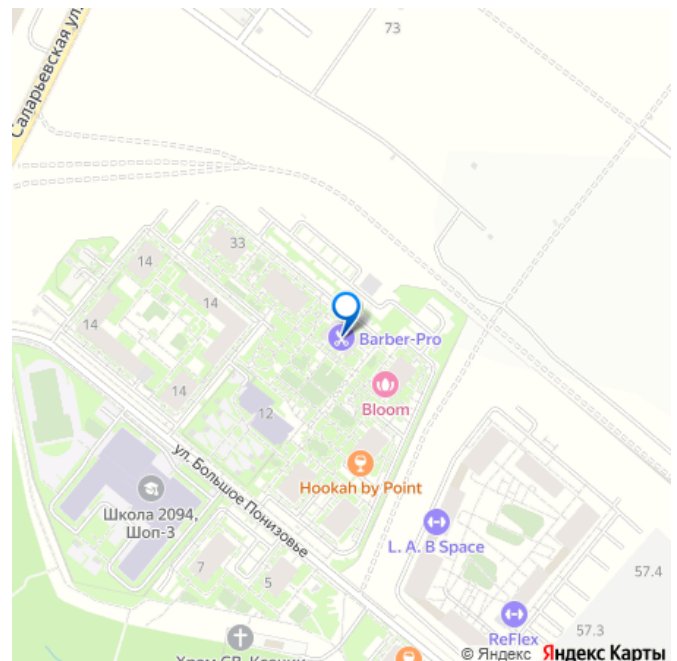 73
Саларьевская ул.
33
14
14
14
14
Barber-Pro
Bloom
12
ул. Большое Понизовье
Hookah by Point
Школа 2094,
Шоп-3
L. A. B Space
7
5
57.4
57.3
ReFlex
© Яндекс Яндекс Карты